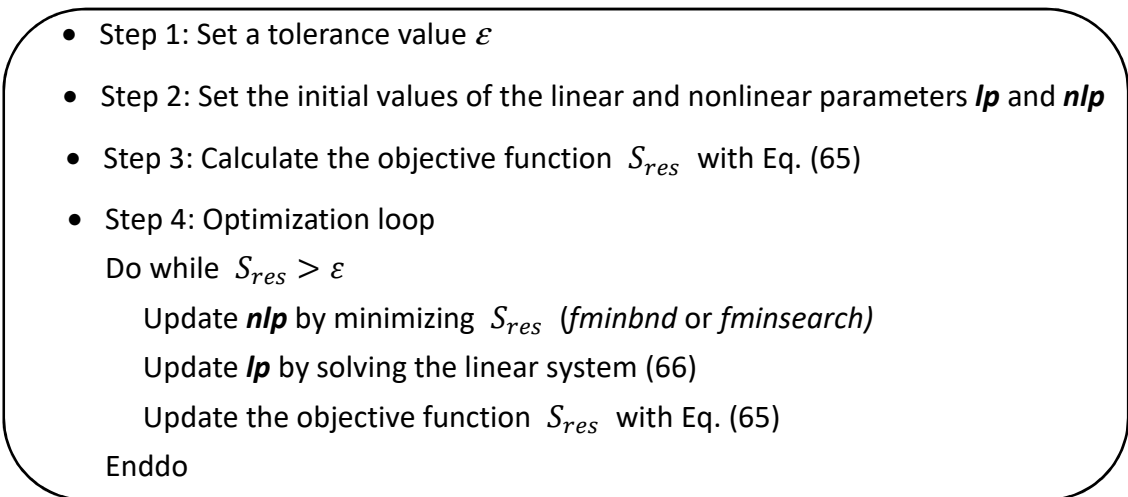 • Step 1: Set a tolerance value ε
• Step 2: Set the initial values of the linear and nonlinear parameters lp and nlp
• Step 3: Calculate the objective function S_res with Eq. (65)
• Step 4: Optimization loop
Do while S_res > ε
Update nlp by minimizing S_res (fminbnd or fminsearch)
Update lp by solving the linear system (66)
Update the objective function S_res with Eq. (65)
Enddo